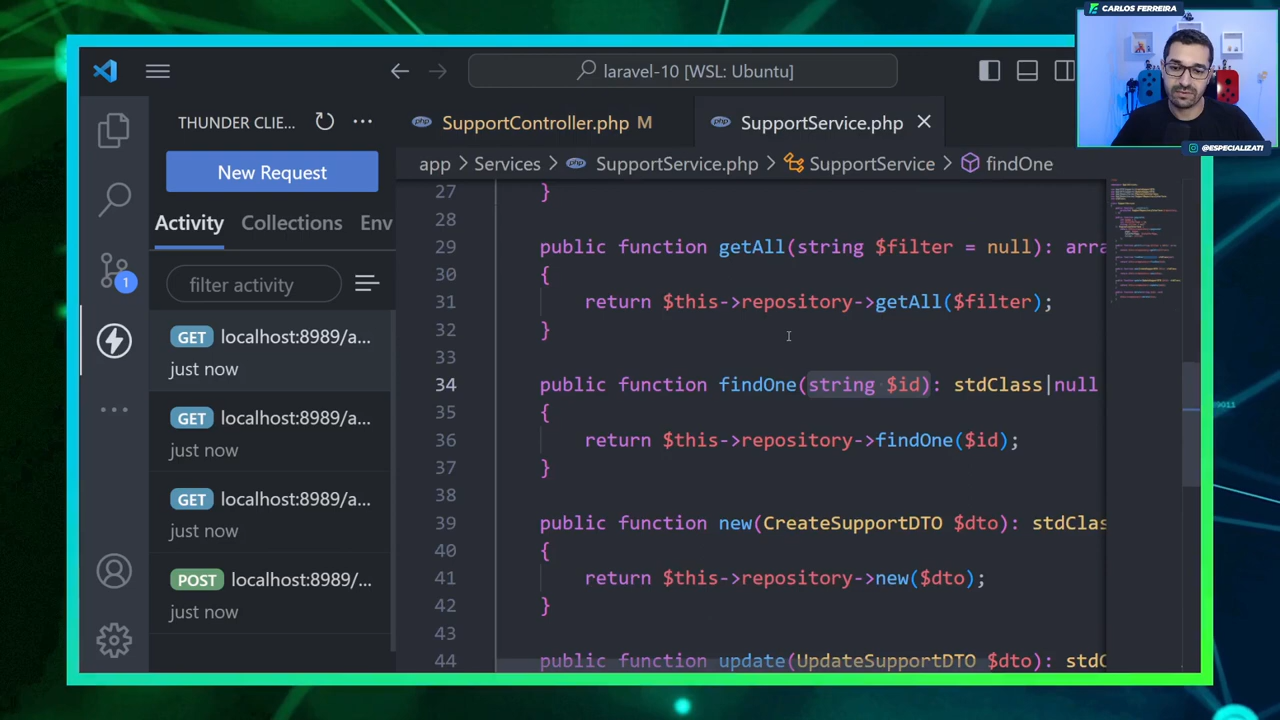 CARLOS FERREIRA
@ESPECIALIZATI
laravel-10 [WSL: Ubuntu]
THUNDER CLIE...
New Request
Activity Collections Env
filter activity
GET localhost:8989/a...
just now
GET localhost:8989/a...
just now
GET localhost:8989/a...
just now
POST localhost:8989/...
just now
1
php SupportController.php M
php SupportService.php
app > Services > php SupportService.php > SupportService > findOne
27 }
28
public function getAll(string $filter = null): arra
30 {
31 return $this->repository->getAll($filter);
32 }
33
34 public function findOne(string $id): stdClass|null
{
36 return $this->repository->findOne($id);
37 }
38
39 public function new(CreateSupportDTO $dto): stdClas
40 {
41 return $this->repository->new($dto);
42 }
43
44 public function update(UpdateSupportDTO $dto): stdC